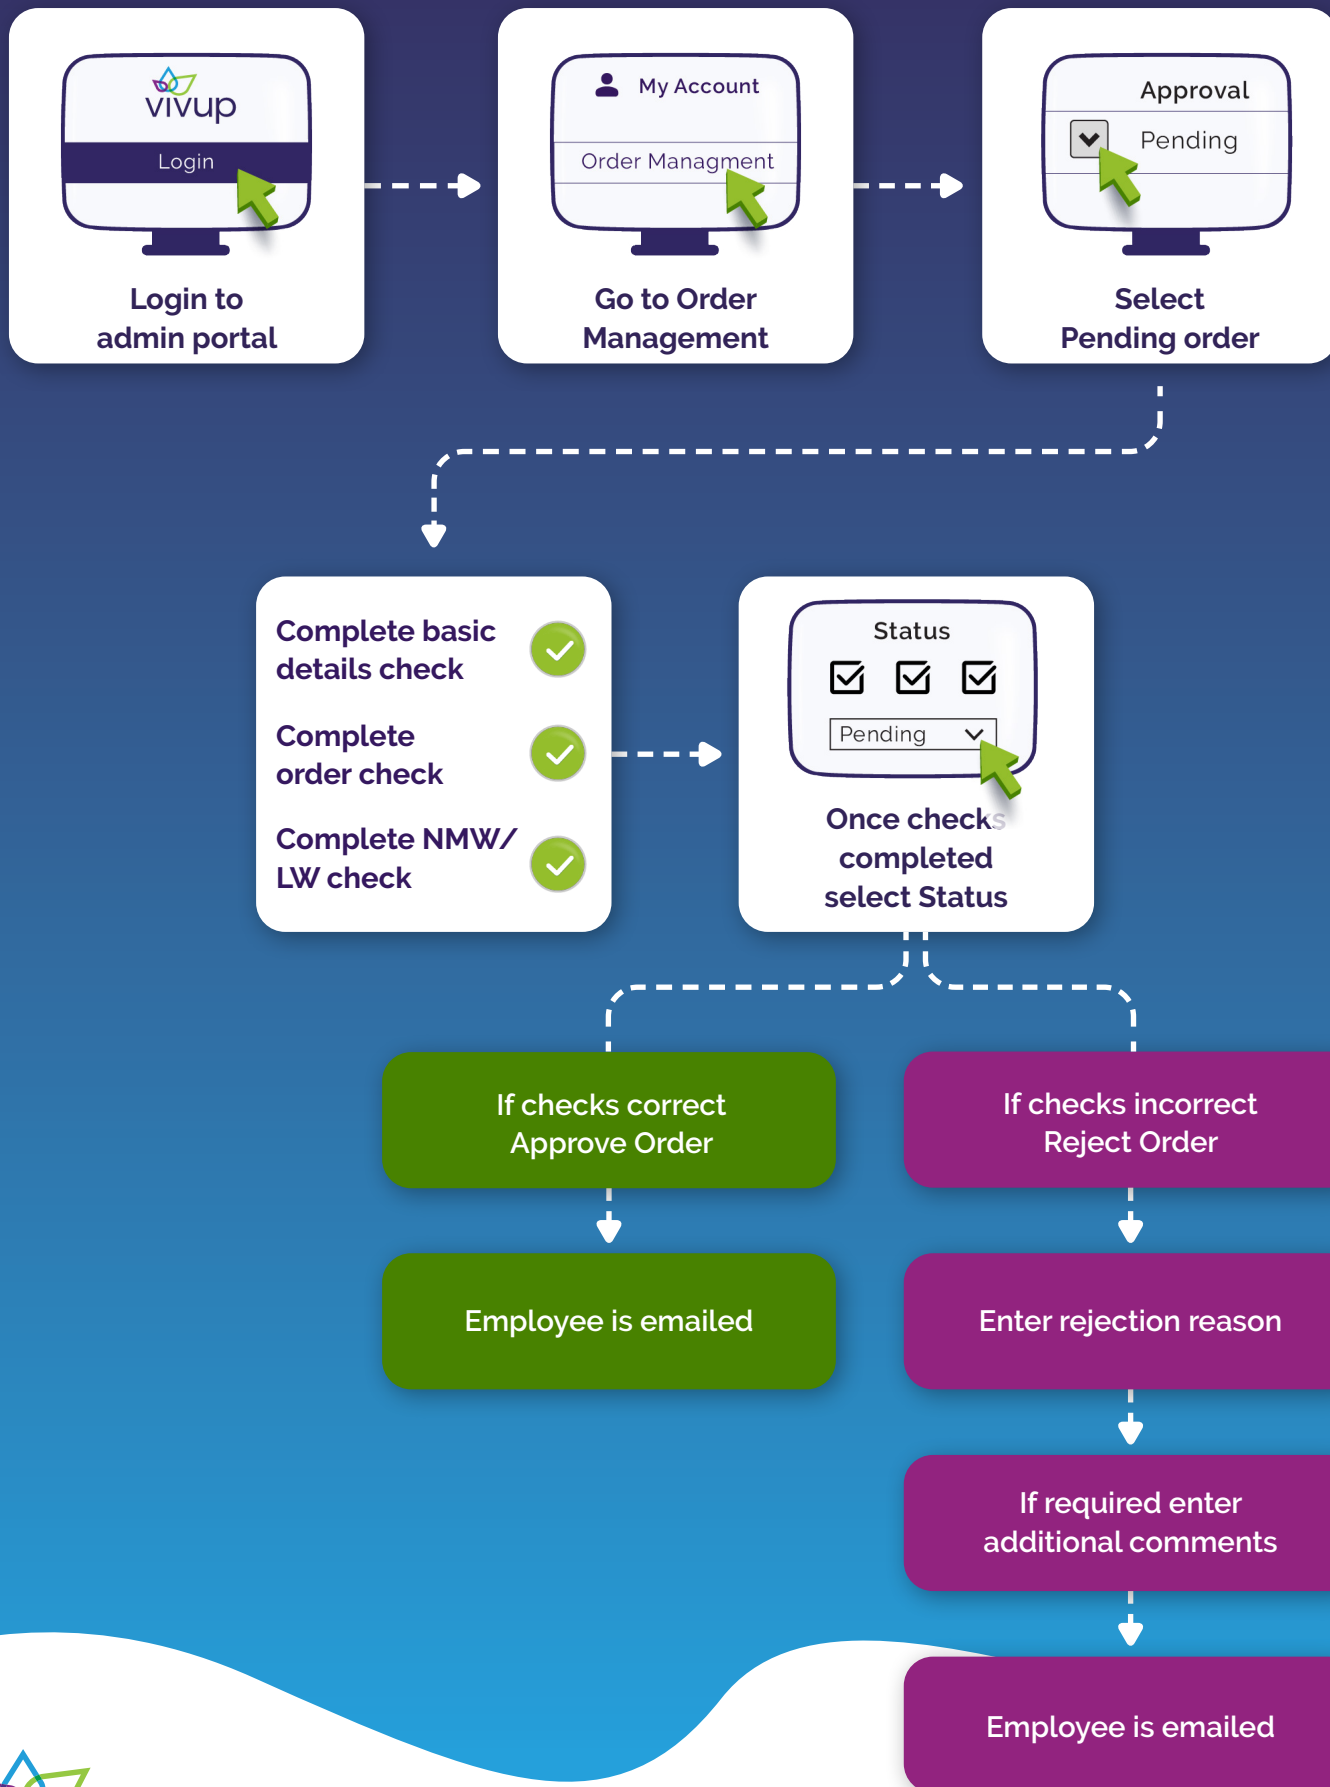 vivup
Login
Login to
admin portal
My Account
Order Managment
Go to Order
Management
Approval
Pending
Select
Pending order
Complete basic
details check
Complete
order check
Complete NMW/
LW check
Status
Pending
Once checks
completed
select Status
If checks correct
Approve Order
If checks incorrect
Reject Order
Employee is emailed
Enter rejection reason
If required enter
additional comments
Employee is emailed